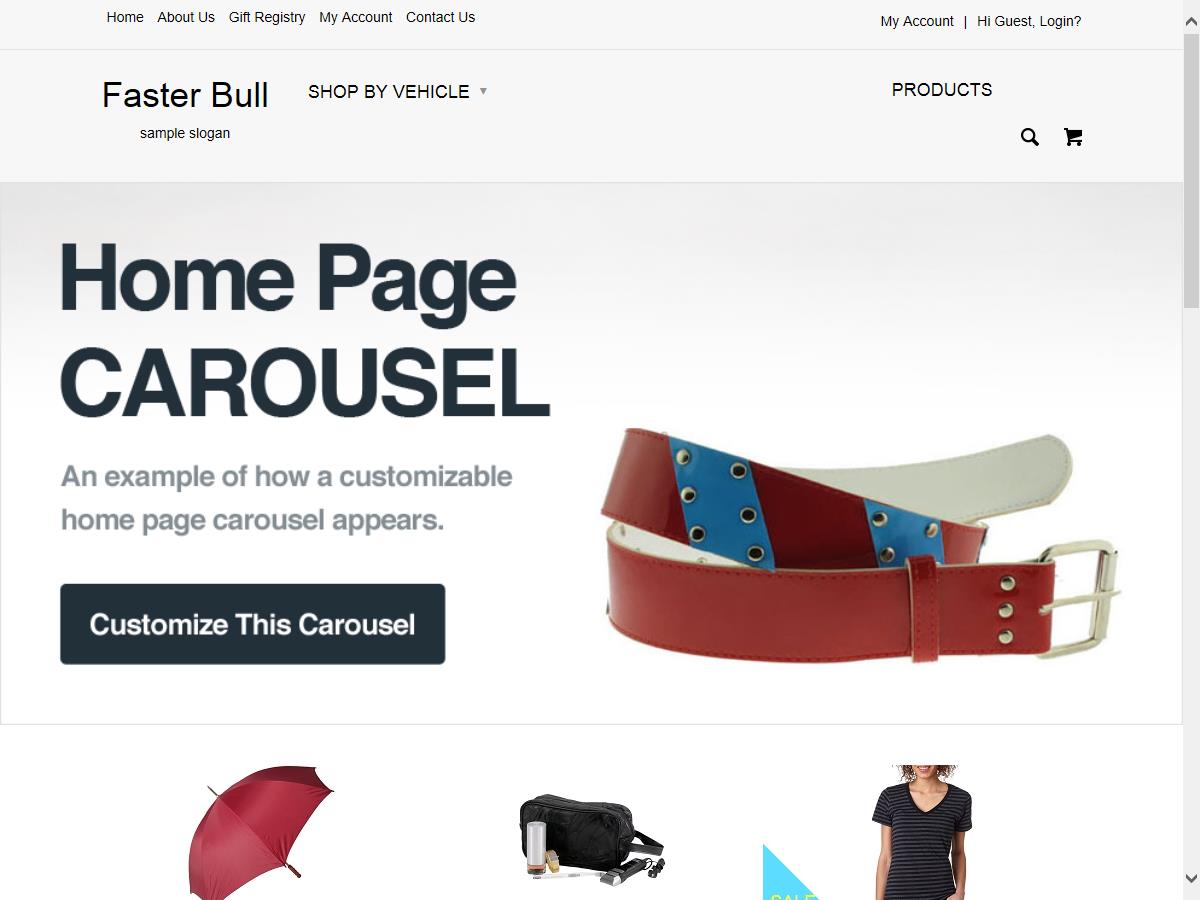 Home About Us Gift Registry My Account Contact Us
My Account | Hi Guest, Login?
Faster Bull
SHOP BY VEHICLE ▼
PRODUCTS
sample slogan
Home Page
CAROUSEL
An example of how a customizable
home page carousel appears.
Customize This Carousel
SALE